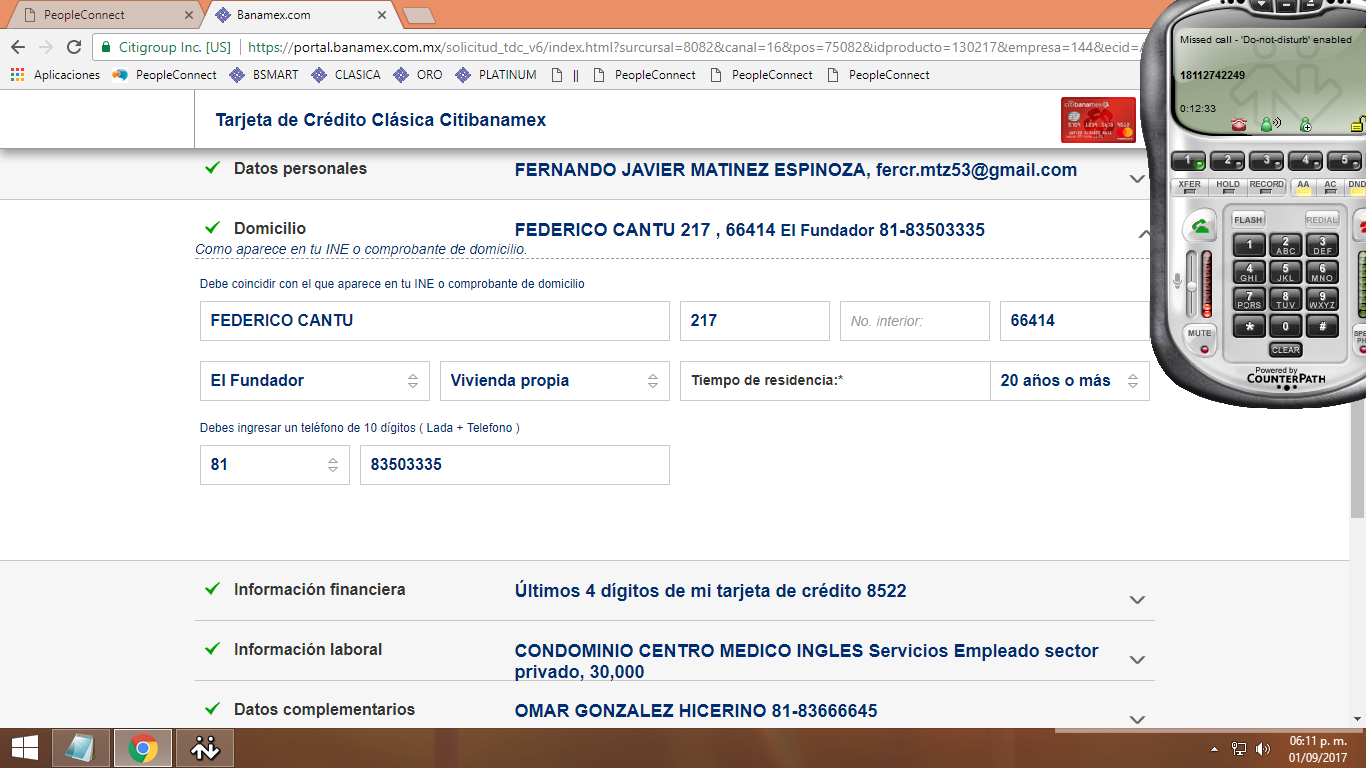 PeopleConnect
Banamex.com
Citigroup Inc. [US]
https://portal.banamex.com.mx/solicitud_tdc_v6/index.html?surcursal=8082&canal=16&pos=75082&idproducto=130217&empresa=144&ecid=
Aplicaciones PeopleConnect BSMART CLASICA ORO PLATINUM || PeopleConnect PeopleConnect PeopleConnect
Tarjeta de Crédito Clásica Citibanamex
citibanamex
Datos personales FERNANDO JAVIER MATINEZ ESPINOZA, fercr.mtz53@gmail.com
Domicilio FEDERICO CANTU 217 , 66414 El Fundador 81-83503335
Como aparece en tu INE o comprobante de domicilio.
Debe coincidir con el que aparece en tu INE o comprobante de domicilio
FEDERICO CANTU 217 No. interior: 66414
El Fundador Vivienda propia Tiempo de residencia:* 20 años o más
Debes ingresar un teléfono de 10 dígitos ( Lada + Telefono )
81 83503335
Información financiera Últimos 4 dígitos de mi tarjeta de crédito 8522
Información laboral CONDOMINIO CENTRO MEDICO INGLES Servicios Empleado sector
privado, 30,000
Datos complementarios OMAR GONZALEZ HICERINO 81-83666645
Missed call - 'Do-not-disturb' enabled
18112742249
0:12:33
1 2 3 4 5
XFER HOLD RECORD AA AC DND
FLASH REDIAL
1 2 ABC 3 DEF
4 GHI 5 JKL 6 MNO
7 PQRS 8 TUV 9 WXYZ
* 0 #
MUTE
CLEAR
Powered by
COUNTERPATH
06:11 p. m.
01/09/2017